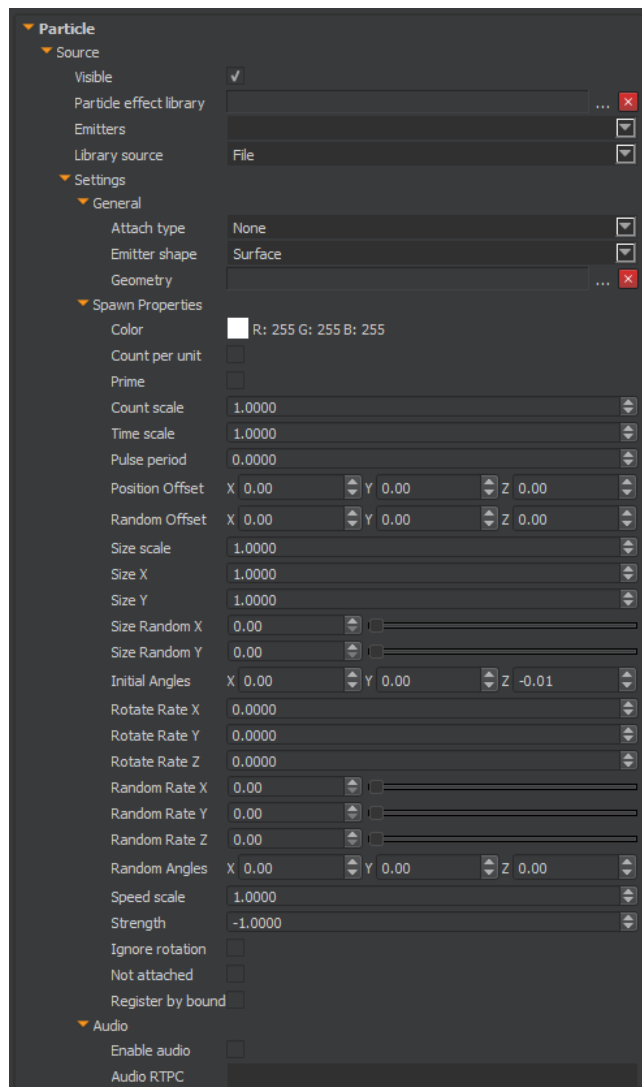 Particle
Source
Visible
Particle effect library ...
Emitters
Library source File
Settings
General
Attach type None
Emitter shape Surface
Geometry ...
Spawn Properties
Color R: 255 G: 255 B: 255
Count per unit
Prime
Count scale 1.0000
Time scale 1.0000
Pulse period 0.0000
Position Offset X 0.00 Y 0.00 Z 0.00
Random Offset X 0.00 Y 0.00 Z 0.00
Size scale 1.0000
Size X 1.0000
Size Y 1.0000
Size Random X 0.00
Size Random Y 0.00
Initial Angles X 0.00 Y 0.00 Z -0.01
Rotate Rate X 0.0000
Rotate Rate Y 0.0000
Rotate Rate Z 0.0000
Random Rate X 0.00
Random Rate Y 0.00
Random Rate Z 0.00
Random Angles X 0.00 Y 0.00 Z 0.00
Speed scale 1.0000
Strength -1.0000
Ignore rotation
Not attached
Register by bound
Audio
Enable audio
Audio RTPC